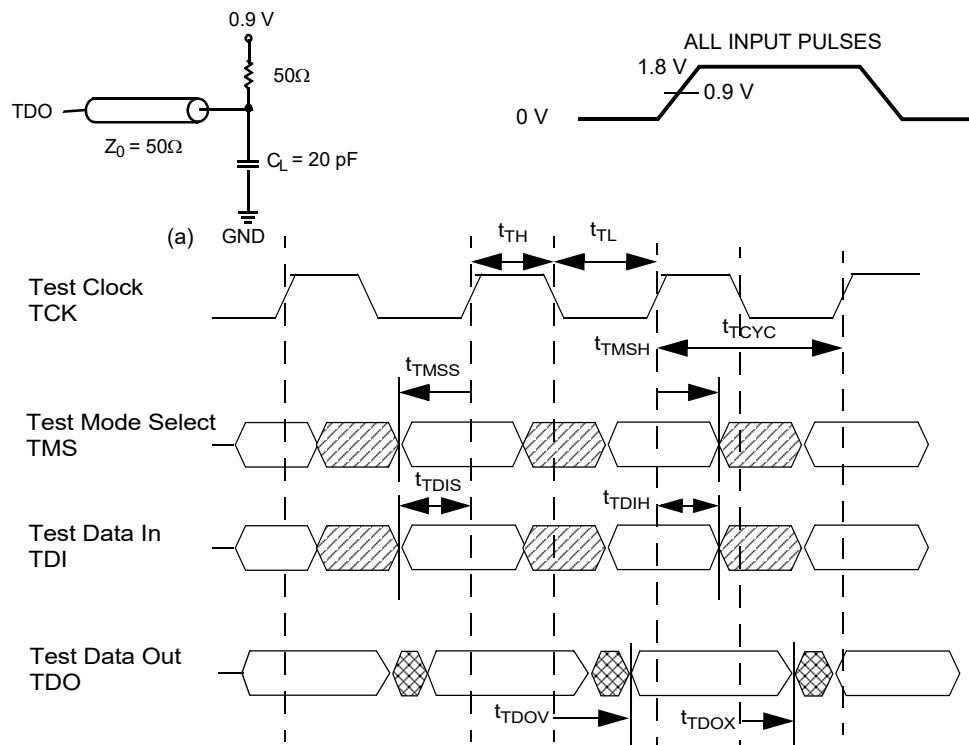 0.9 V
50Ω
TDO
Z0 = 50Ω
CL = 20 pF
(a)
GND
ALL INPUT PULSES
1.8 V
0.9 V
0 V
tTH
tTL
Test Clock
TCK
tTCYC
tTMSH
tTMSS
Test Mode Select
TMS
tTDIS
tTDIH
Test Data In
TDI
Test Data Out
TDO
tTDOV
tTDOX